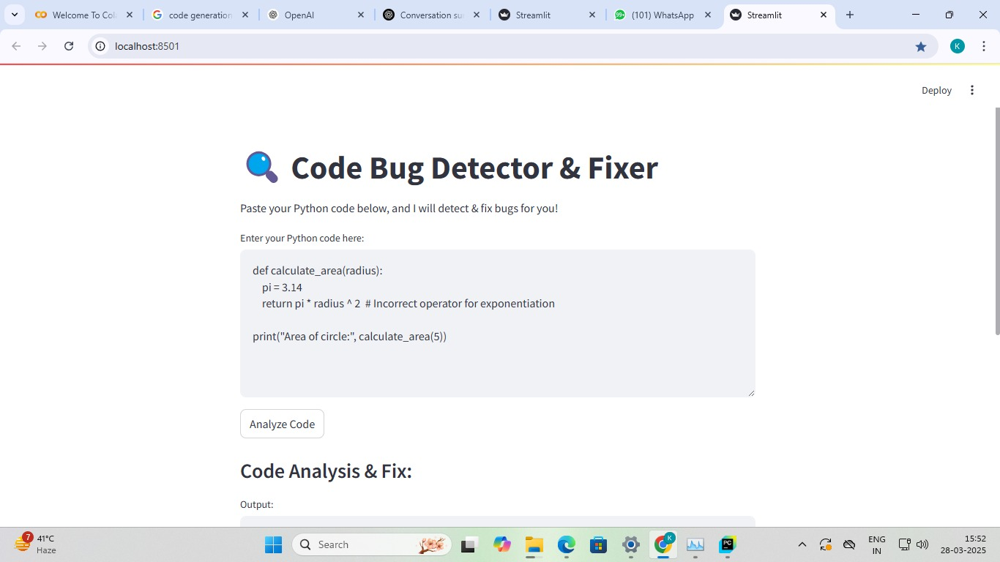 Welcome To Col
code generation
OpenAI
Conversation su
Streamlit
99+
(101) WhatsApp
Streamlit
localhost:8501
K
Deploy
Code Bug Detector & Fixer
Paste your Python code below, and I will detect & fix bugs for you!
Enter your Python code here:
def calculate_area(radius):
pi = 3.14
return pi * radius ^ 2 # Incorrect operator for exponentiation
print("Area of circle:", calculate_area(5))
Analyze Code
Code Analysis & Fix:
Output:
7
41°C
Haze
Search
K
PC
ENG
IN
15:52
28-03-2025